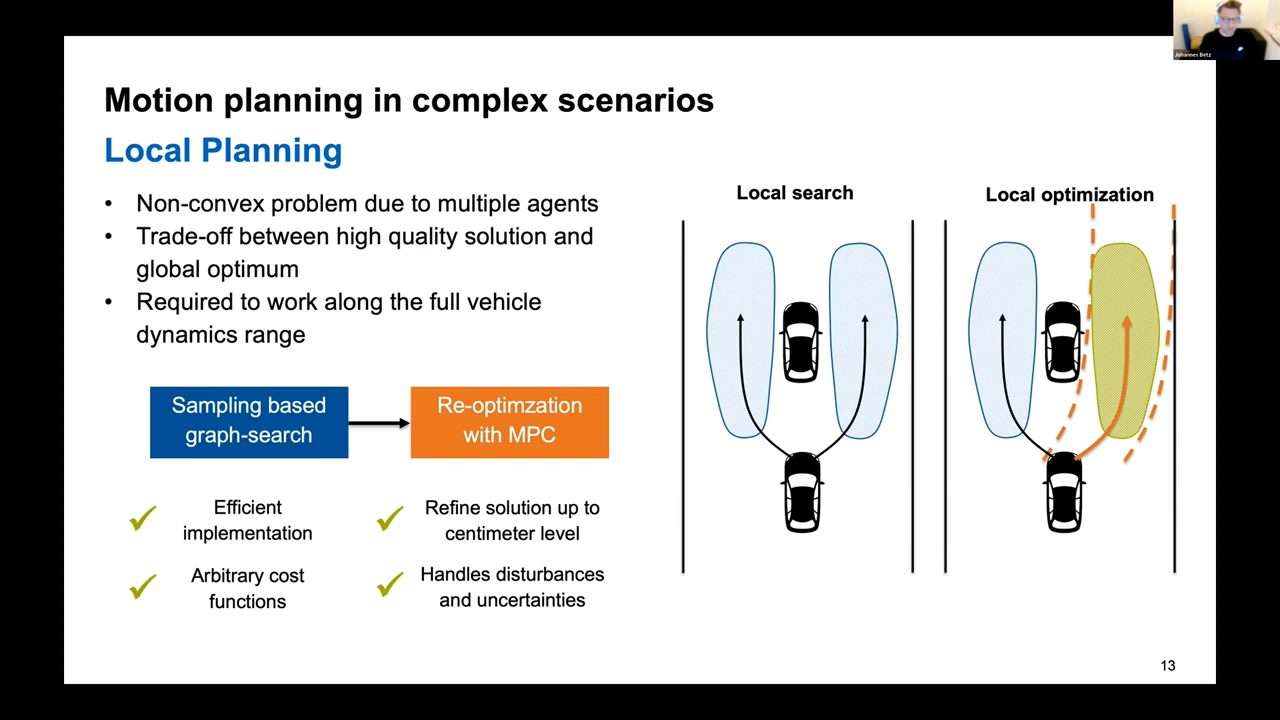 Johannes Betz
Motion planning in complex scenarios
Local Planning
• Non-convex problem due to multiple agents
• Trade-off between high quality solution and
global optimum
• Required to work along the full vehicle
dynamics range
Sampling based
graph-search
Re-optimzation
with MPC
Efficient
implementation
Refine solution up to
centimeter level
Arbitrary cost
functions
Handles disturbances
and uncertainties
Local search
Local optimization
13